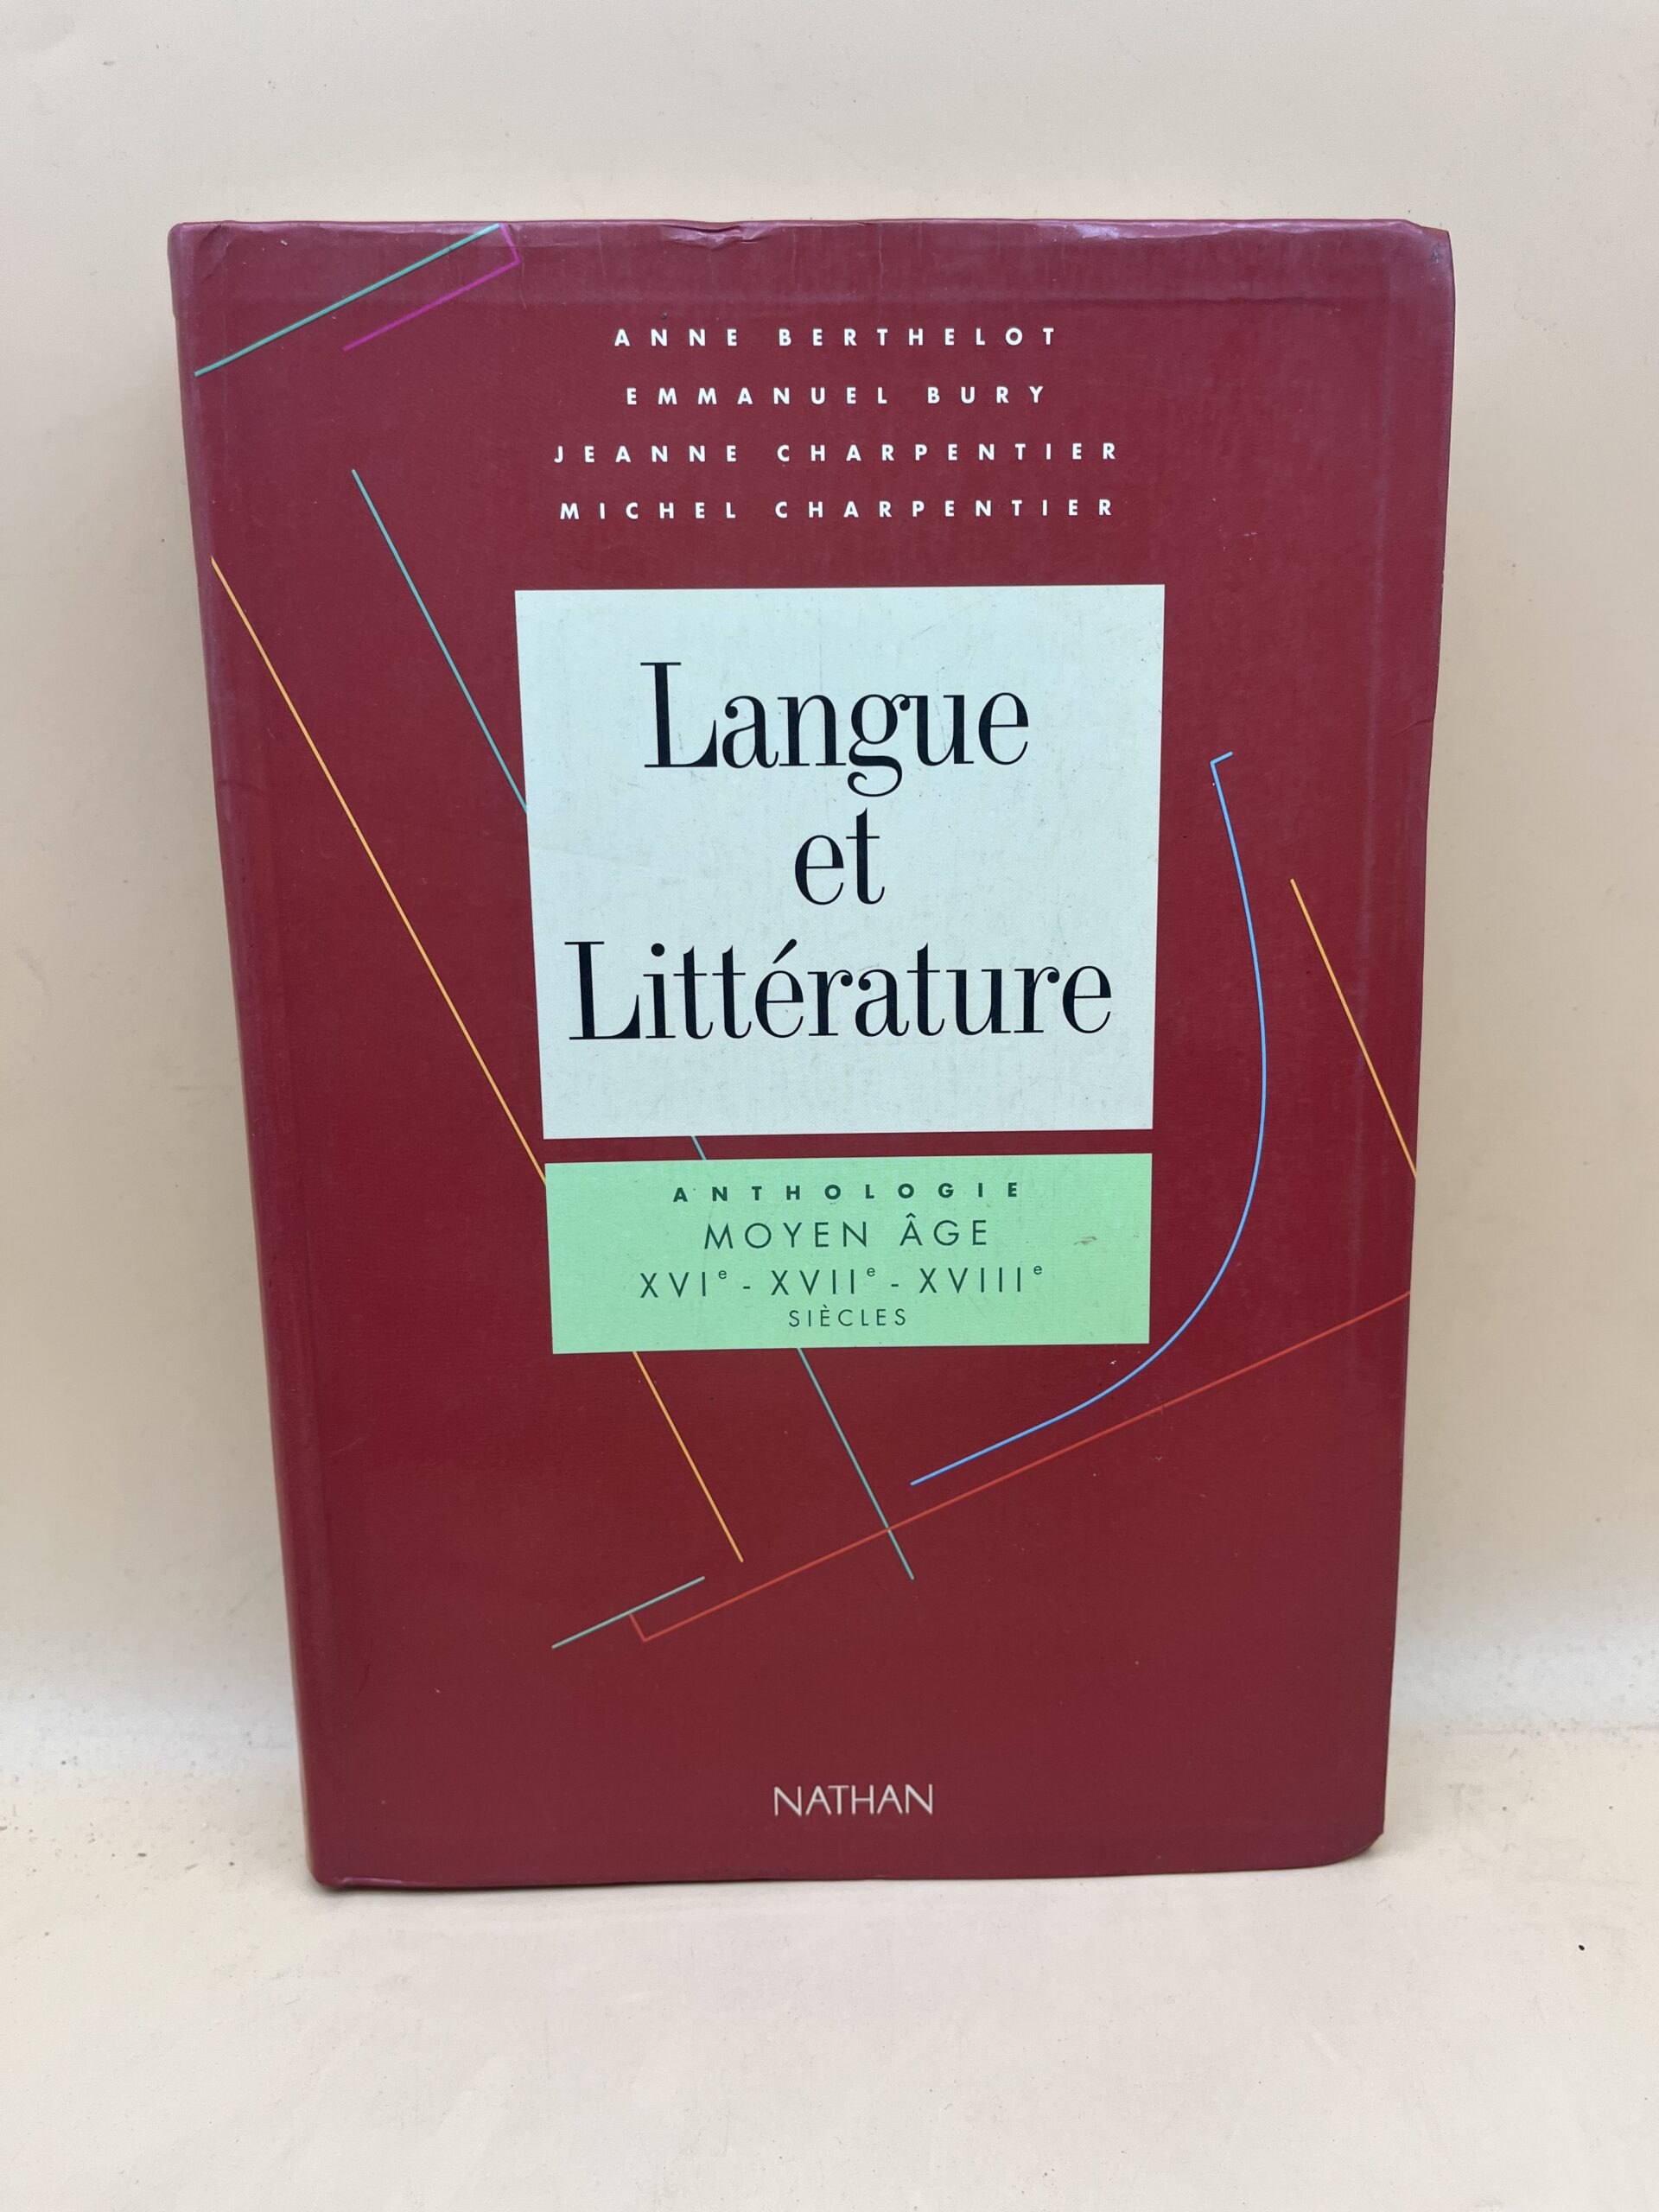 ANNE BERTHELOT
EMMANUEL BURY
JEANNE CHARPENTIER
MICHEL CHARPENTIER
Langue
et
Littérature
ANTHOLOGIE
MOYEN ÂGE
XVIe - XVIIe - XVIIIe
SIÈCLES
NATHAN